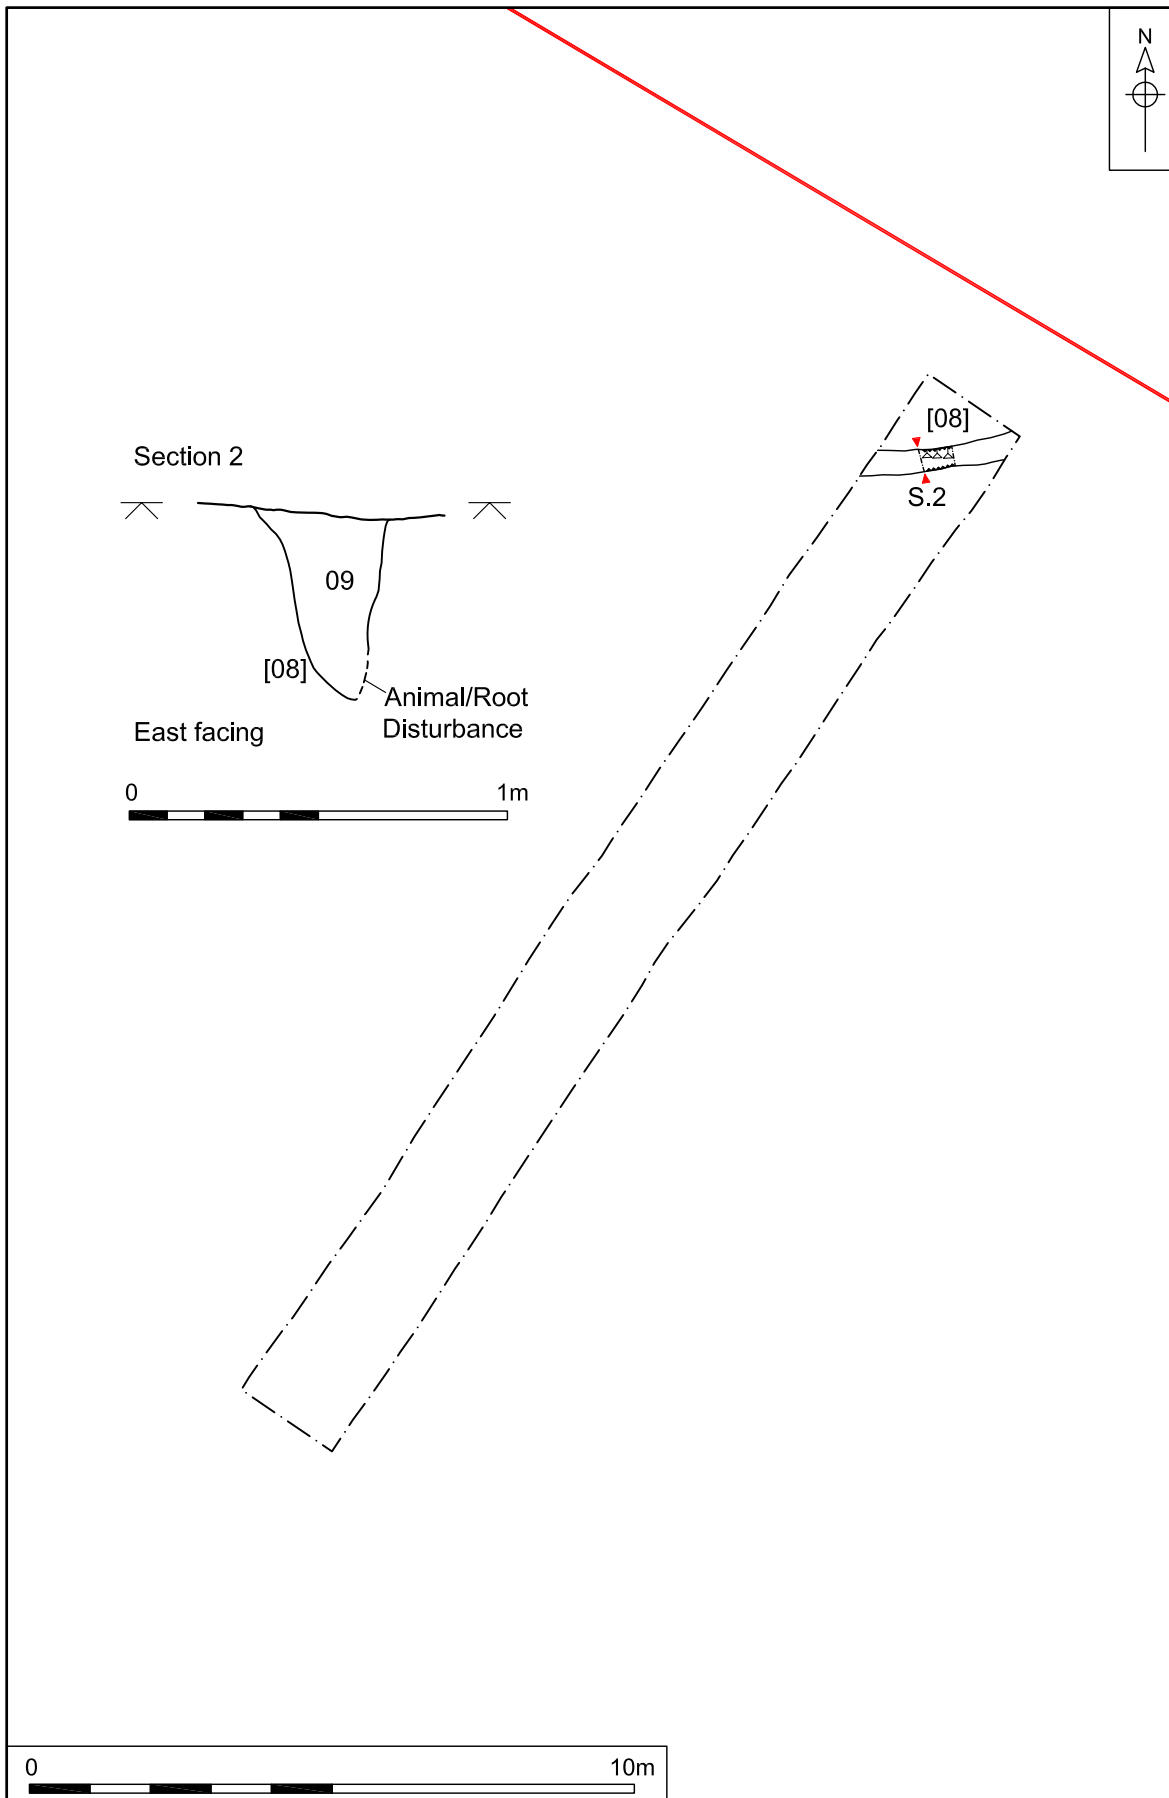 N
[08]
S.2
Section 2
09
[08]
Animal/Root
Disturbance
East facing
0 1m
0 10m